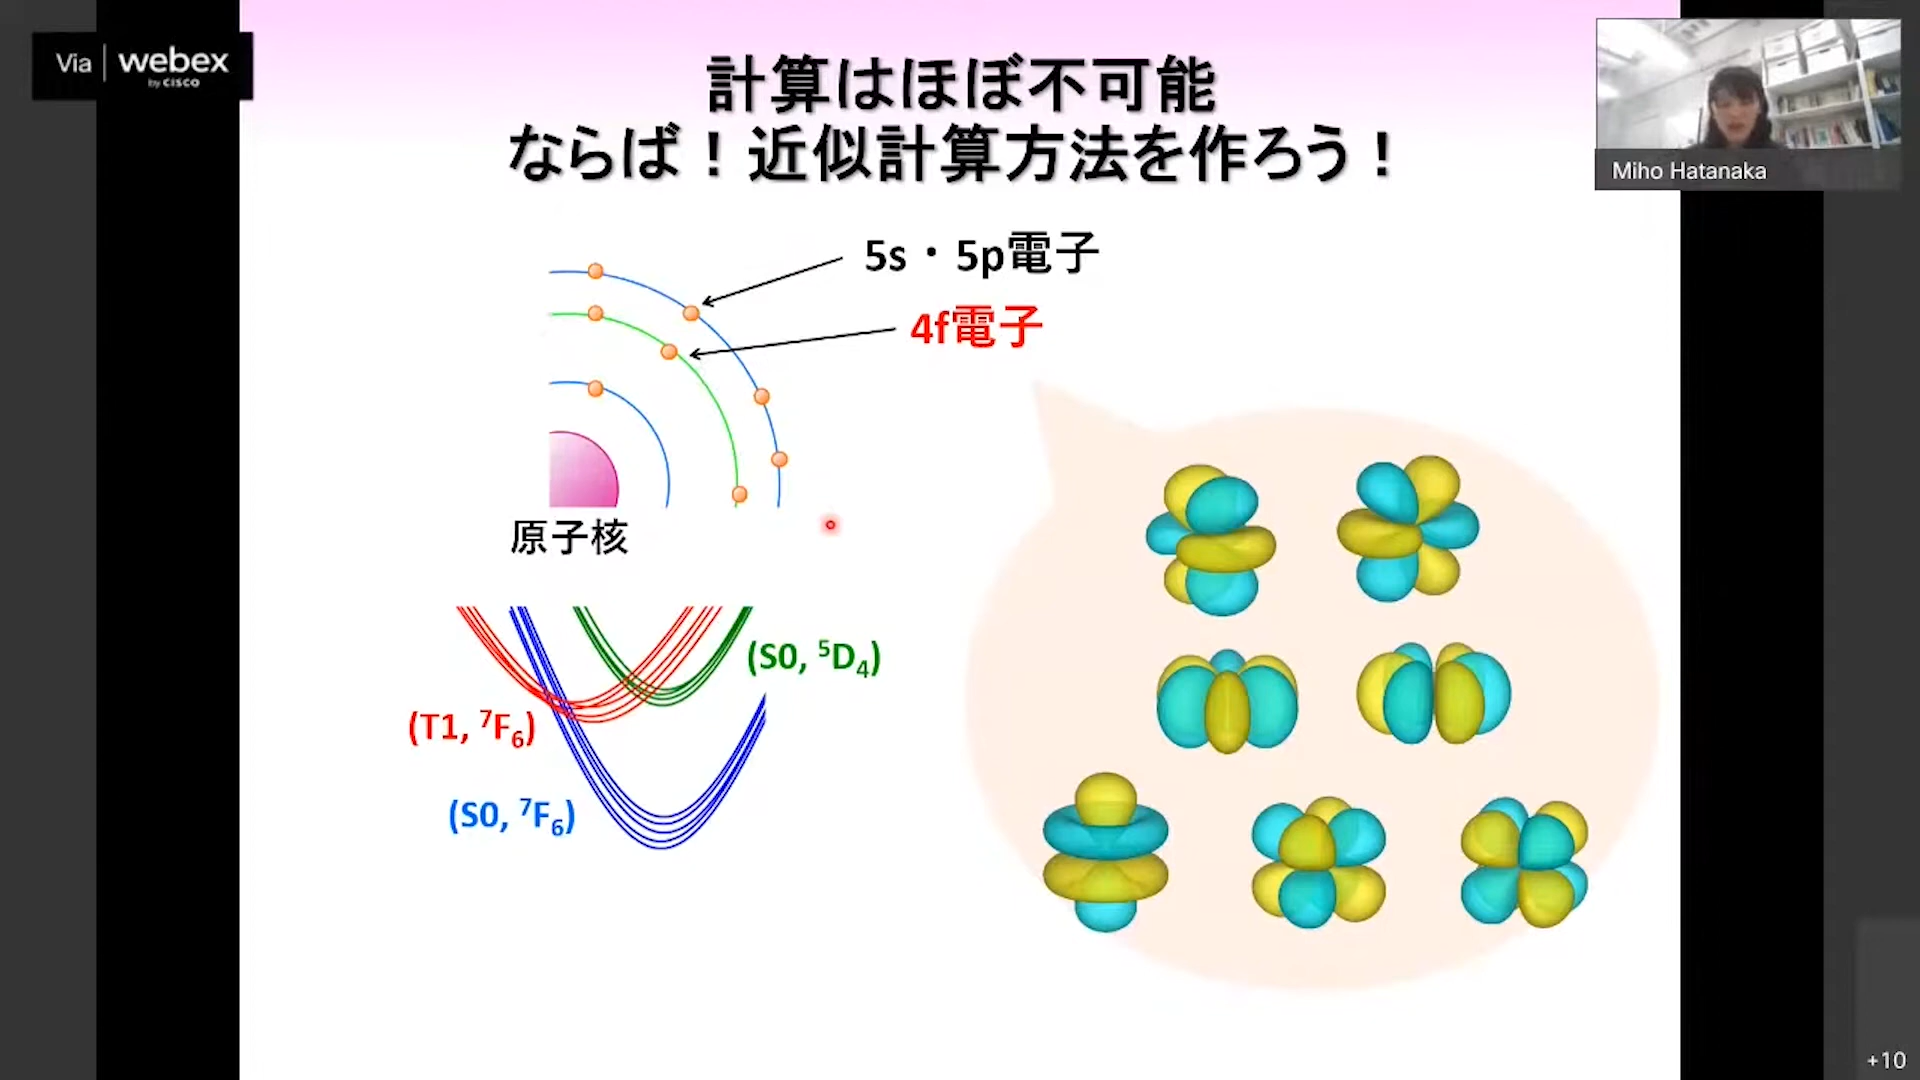 Via webex
by CISCO
計算はほぼ不可能
ならば！近似計算方法を作ろう！
Miho Hatanaka
5s・5p電子
4f電子
原子核
(S0, ⁵D₄)
(T1, ⁷F₆)
(S0, ⁷F₆)
+10